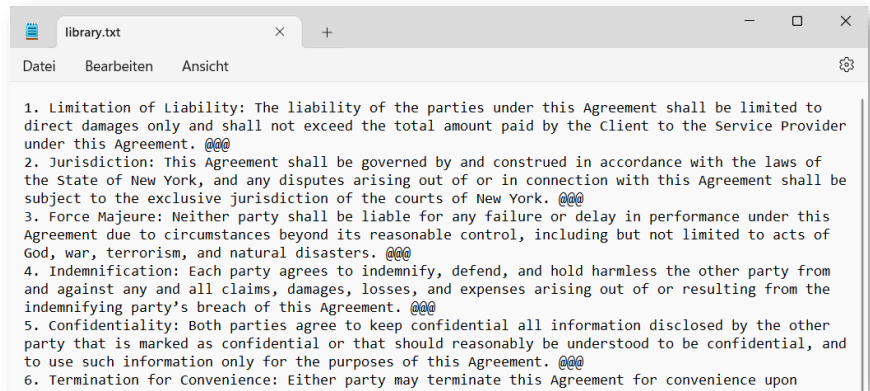 library.txt
Datei Bearbeiten Ansicht
1. Limitation of Liability: The liability of the parties under this Agreement shall be limited to
direct damages only and shall not exceed the total amount paid by the Client to the Service Provider
under this Agreement. @@@
2. Jurisdiction: This Agreement shall be governed by and construed in accordance with the laws of
the State of New York, and any disputes arising out of or in connection with this Agreement shall be
subject to the exclusive jurisdiction of the courts of New York. @@@
3. Force Majeure: Neither party shall be liable for any failure or delay in performance under this
Agreement due to circumstances beyond its reasonable control, including but not limited to acts of
God, war, terrorism, and natural disasters. @@@
4. Indemnification: Each party agrees to indemnify, defend, and hold harmless the other party from
and against any and all claims, damages, losses, and expenses arising out of or resulting from the
indemnifying party’s breach of this Agreement. @@@
5. Confidentiality: Both parties agree to keep confidential all information disclosed by the other
party that is marked as confidential or that should reasonably be understood to be confidential, and
to use such information only for the purposes of this Agreement. @@@
6. Termination for Convenience: Either party may terminate this Agreement for convenience upon